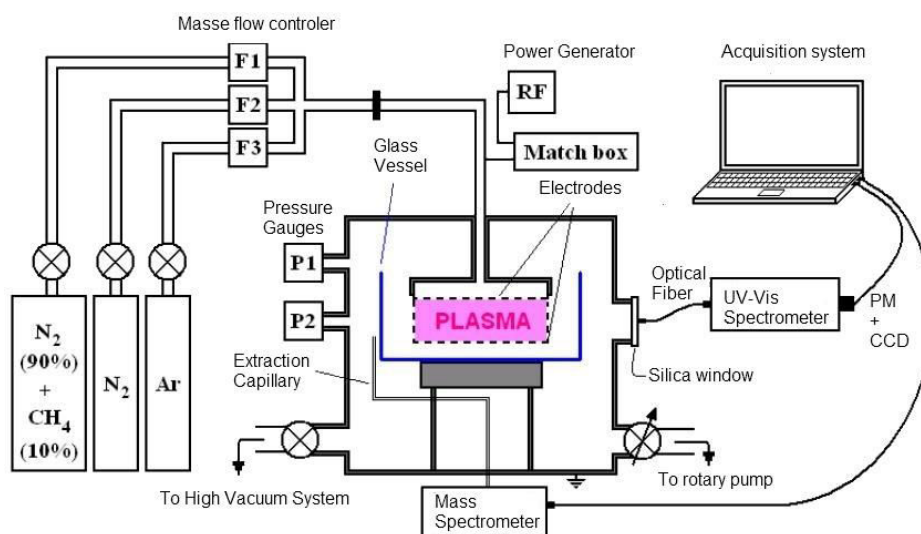 Masse flow controler
F1
F2
F3
Power Generator
RF
Match box
Acquisition system
Glass
Vessel
Electrodes
Pressure
Gauges
P1
P2
PLASMA
Optical
Fiber
UV-Vis
Spectrometer
PM
+
CCD
Silica window
Extraction
Capillary
N₂
(90%)
+
CH₄
(10%)
N₂
Ar
To High Vacuum System
Mass
Spectrometer
To rotary pump